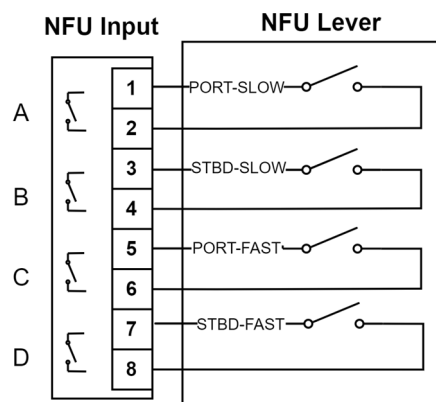 NFU Input NFU Lever
A
1 PORT-SLOW
2
B
3 STBD-SLOW
4
C
5 PORT-FAST
6
D
7 STBD-FAST
8